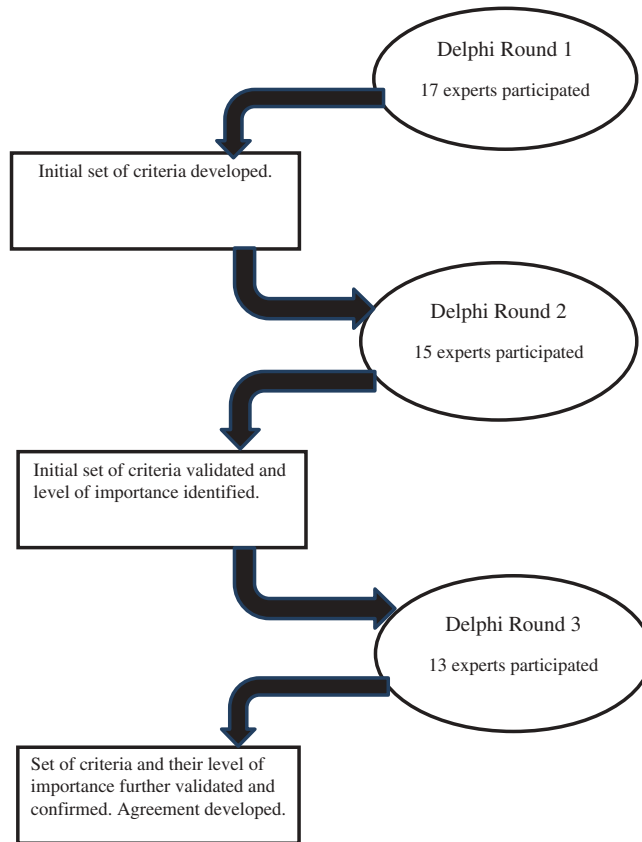 Delphi Round 1
17 experts participated
Initial set of criteria developed.
Delphi Round 2
15 experts participated
Initial set of criteria validated and
level of importance identified.
Delphi Round 3
13 experts participated
Set of criteria and their level of
importance further validated and
confirmed. Agreement developed.